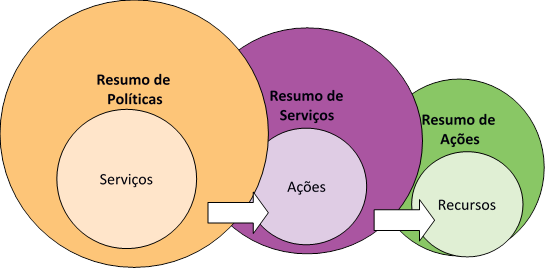 Resumo de
Políticas
Serviços
Resumo de
Serviços
Ações
Resumo de
Ações
Recursos